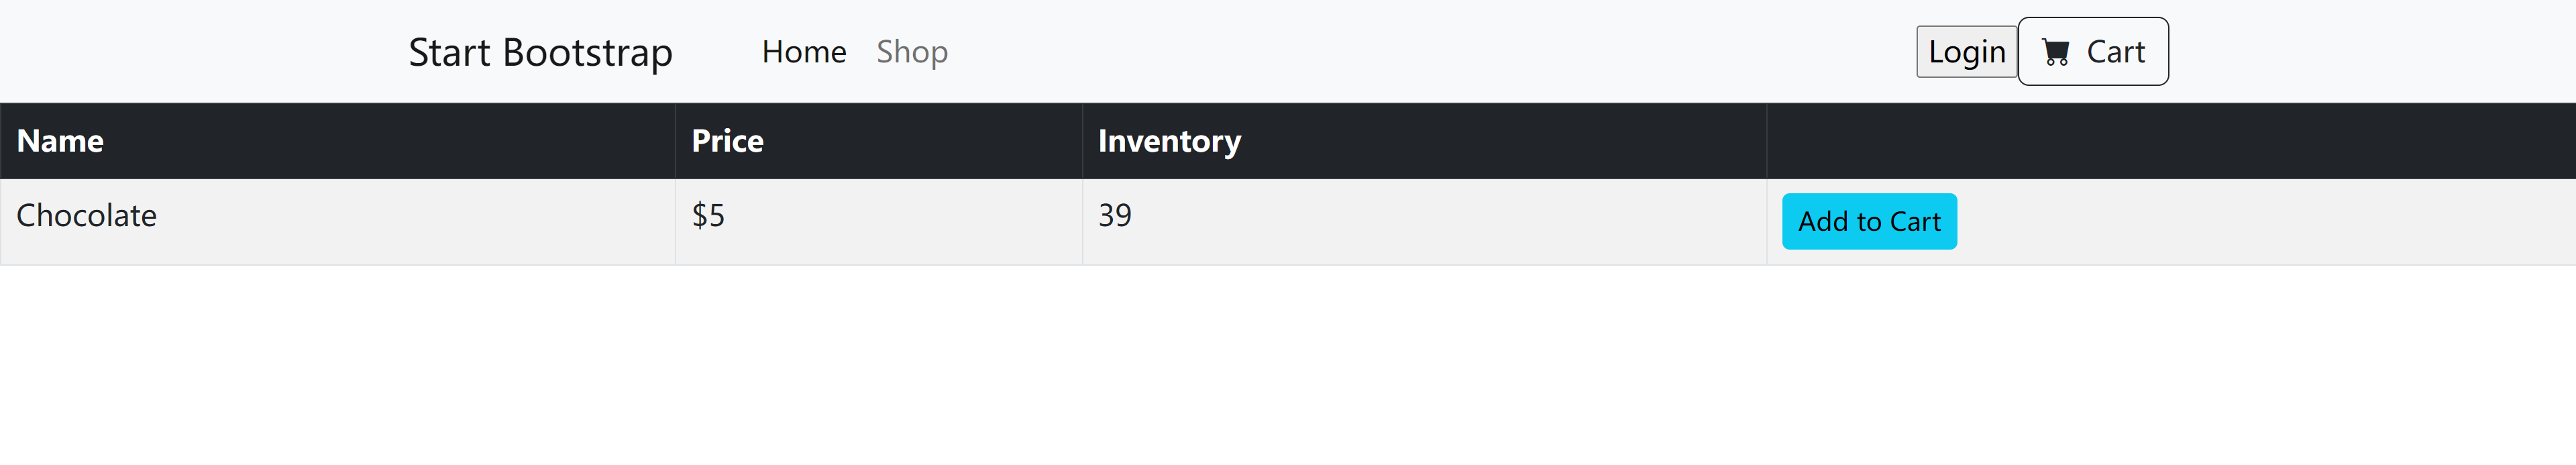 Start Bootstrap Home Shop Login Cart
Name Price Inventory
Chocolate $5 39 Add to Cart